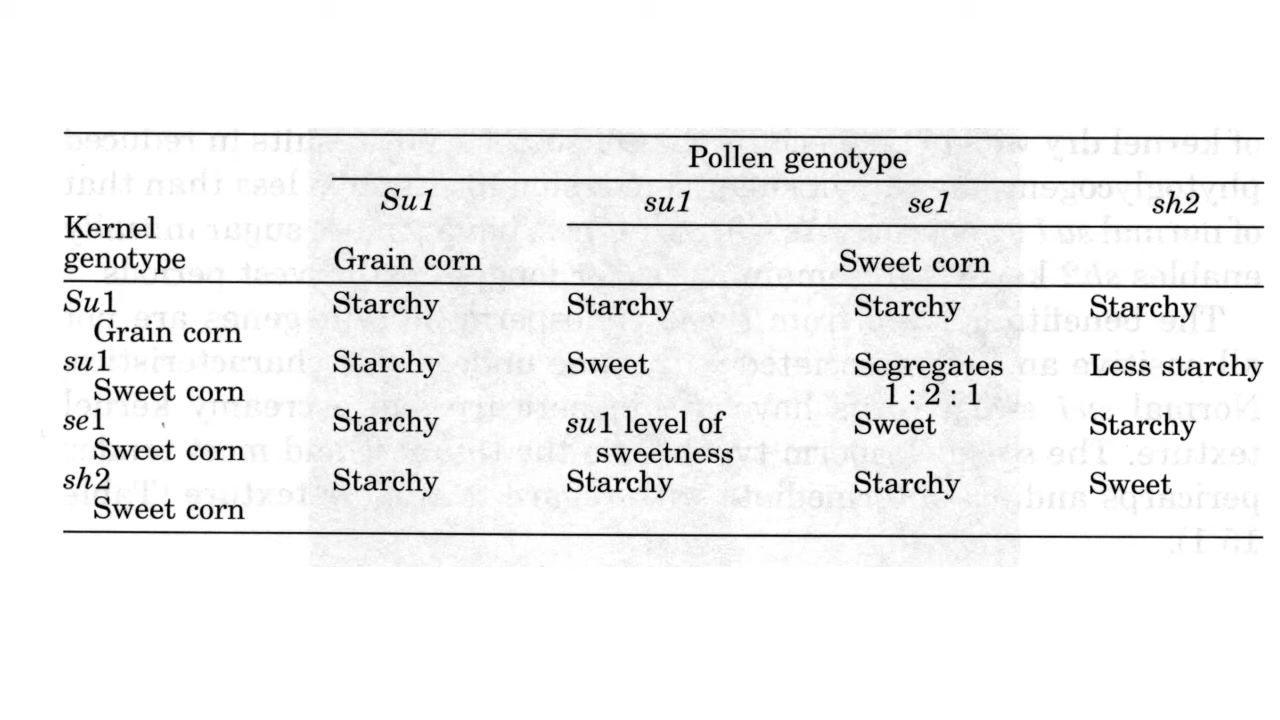 Pollen genotype
Su1 su1 se1 sh2
Kernel
genotype Grain corn Sweet corn
Su1 Starchy Starchy Starchy Starchy
Grain corn
su1 Starchy Sweet Segregates Less starchy
Sweet corn 1 : 2 : 1
se1 Starchy su1 level of Sweet Starchy
Sweet corn sweetness
sh2 Starchy Starchy Starchy Sweet
Sweet corn